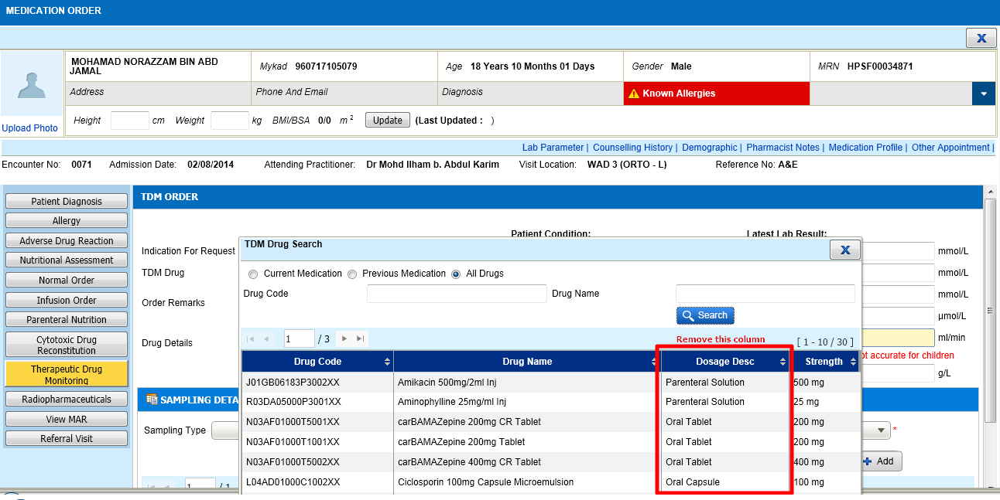 MEDICATION ORDER
X
MOHAMAD NORAZZAM BIN ABD JAMAL
Mykad 960717105079
Age 18 Years 10 Months 01 Days
Gender Male
MRN HPSF00034871
Address
Phone And Email
Diagnosis
Known Allergies
Upload Photo
Height cm Weight kg BMI/BSA 0/0 m 2 Update (Last Updated : )
Lab Parameter | Counselling History | Demographic | Pharmacist Notes | Medication Profile | Other Appointment |
Encounter No: 0071 Admission Date: 02/08/2014 Attending Practitioner: Dr Mohd Ilham b. Abdul Karim Visit Location: WAD 3 (ORTO - L) Reference No: A&E
Patient Diagnosis
Allergy
Adverse Drug Reaction
Nutritional Assessment
Normal Order
Infusion Order
Parenteral Nutrition
Cytotoxic Drug
Reconstitution
Therapeutic Drug
Monitoring
Radiopharmaceuticals
View MAR
Referral Visit
TDM ORDER
Patient Condition: Latest Lab Result:
Indication For Request
TDM Drug
Order Remarks
Drug Details
mmol/L
mmol/L
mmol/L
µmol/L
ml/min
ot accurate for children
g/L
SAMPLING DETA
Sampling Type
*
Add
1 / 1
TDM Drug Search
X
Current Medication Previous Medication All Drugs
Drug Code Drug Name
Search
1 / 3
Remove this column
[ 1 - 10 / 30 ]
Drug Code Drug Name Dosage Desc Strength
J01GB06183P3002XX Amikacin 500mg/2ml Inj Parenteral Solution 500 mg
R03DA05000P3001XX Aminophylline 25mg/ml Inj Parenteral Solution 25 mg
N03AF01000T5001XX carBAMAZepine 200mg CR Tablet Oral Tablet 200 mg
N03AF01000T1001XX carBAMAZepine 200mg Tablet Oral Tablet 200 mg
N03AF01000T5002XX carBAMAZepine 400mg CR Tablet Oral Tablet 400 mg
L04AD01000C1002XX Ciclosporin 100mg Capsule Microemulsion Oral Capsule 100 mg